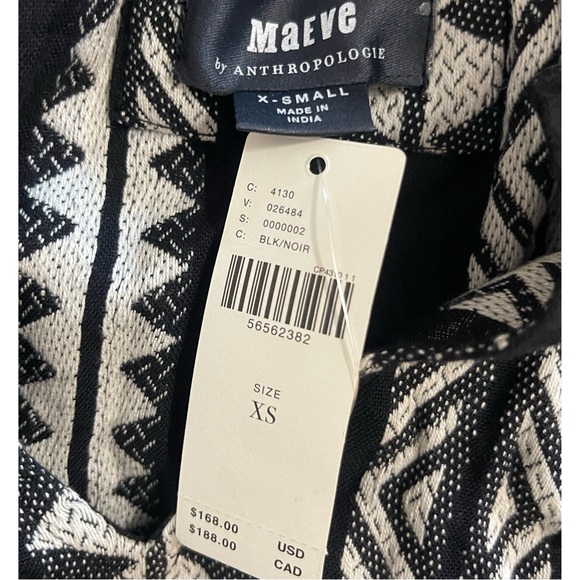 Maeve
by ANTHROPOLOGIE
X-SMALL
MADE IN
INDIA
C: 4130
V: 026484
S: 0000002
C: BLK/NOIR
56562382
SIZE
XS
$168.00 USD
$188.00 CAD